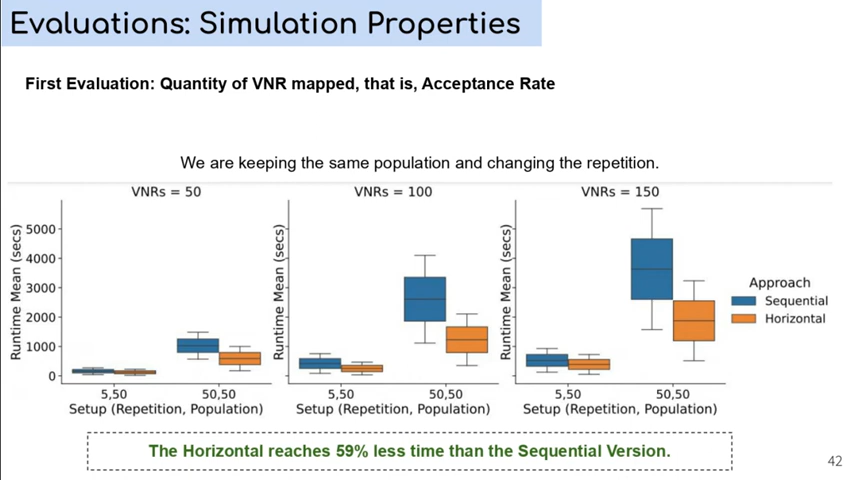 Evaluations: Simulation Properties
First Evaluation: Quantity of VNR mapped, that is, Acceptance Rate
We are keeping the same population and changing the repetition.
VNRs = 50
VNRs = 100
VNRs = 150
Runtime Mean (secs)
5000
4000
3000
2000
1000
0
5,50
50,50
Setup (Repetition, Population)
Runtime Mean (secs)
5,50
50,50
Setup (Repetition, Population)
Runtime Mean (secs)
5,50
50,50
Setup (Repetition, Population)
Approach
Sequential
Horizontal
The Horizontal reaches 59% less time than the Sequential Version.
42